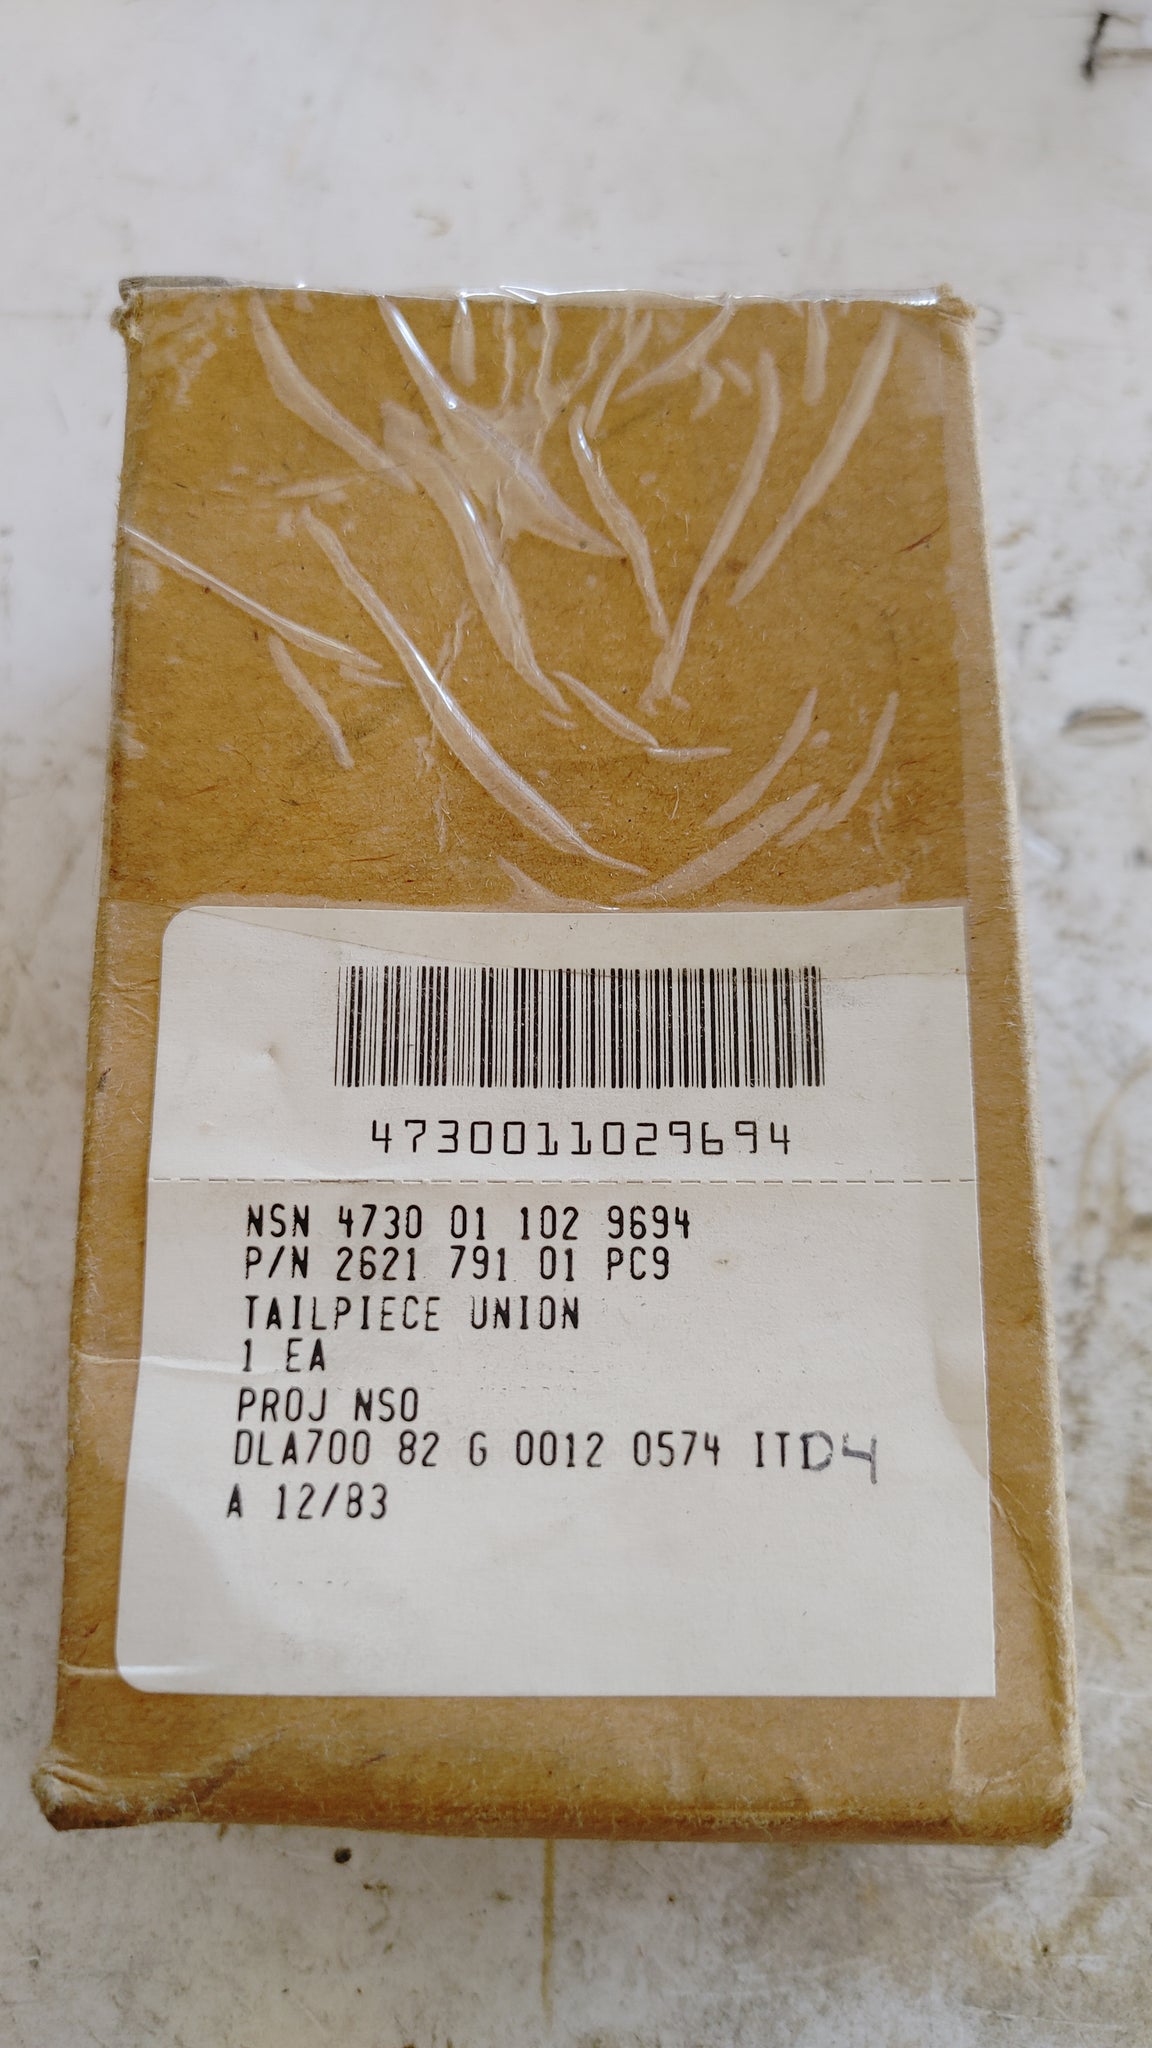 4730011029694
NSN 4730 01 102 9694
P/N 2621 791 01 PC9
TAILPIECE UNION
1 EA
PROJ NSO
DLA700 82 G 0012 0574 ITD4
A 12/83